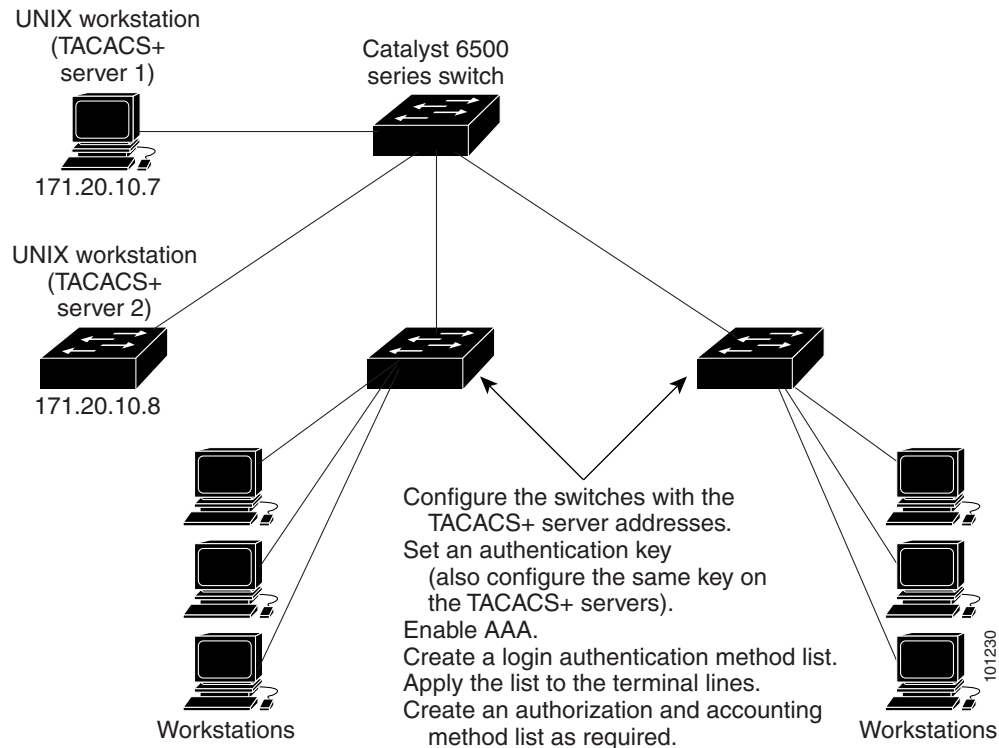 UNIX workstation
(TACACS+
server 1)
Catalyst 6500
series switch
171.20.10.7
UNIX workstation
(TACACS+
server 2)
171.20.10.8
Configure the switches with the
TACACS+ server addresses.
Set an authentication key
(also configure the same key on
the TACACS+ servers).
Enable AAA.
Create a login authentication method list.
Apply the list to the terminal lines.
Create an authorization and accounting
method list as required.
Workstations
Workstations
101230